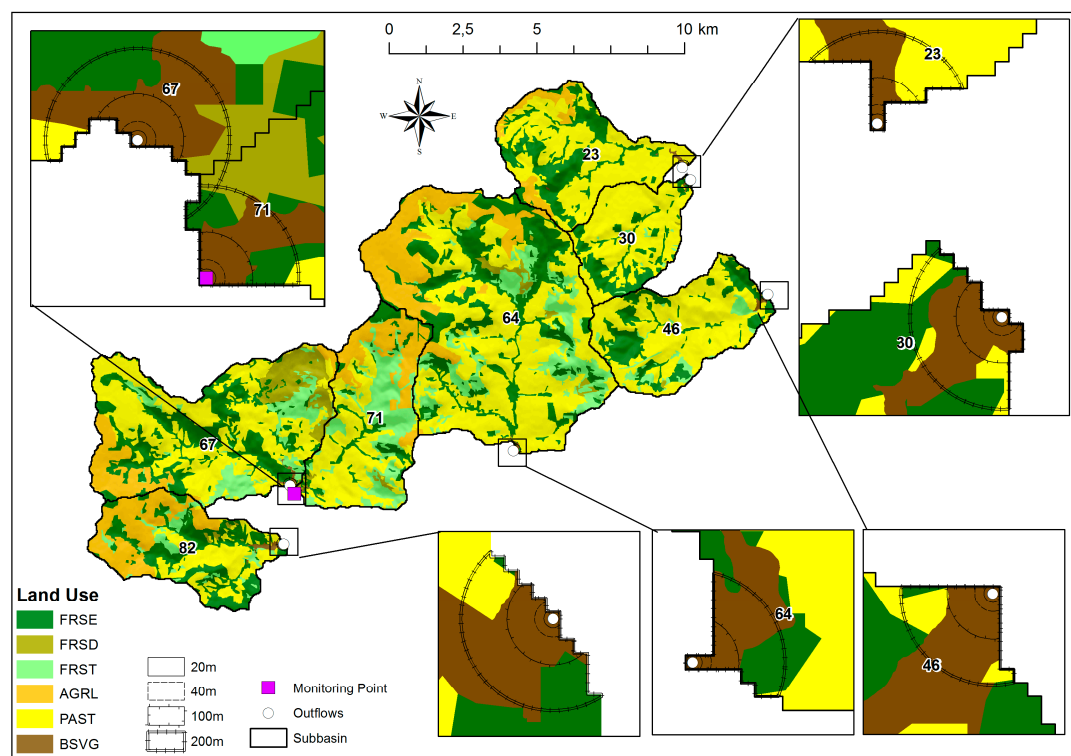 0 2,5 5 10 km
N
W E
S
67
71
23
30
23
30
64
46
71
67
82
64
46
Land Use
FRSE
FRSD
FRST
AGRL
PAST
BSVG
20m
40m
100m
200m
Monitoring Point
Outflows
Subbasin